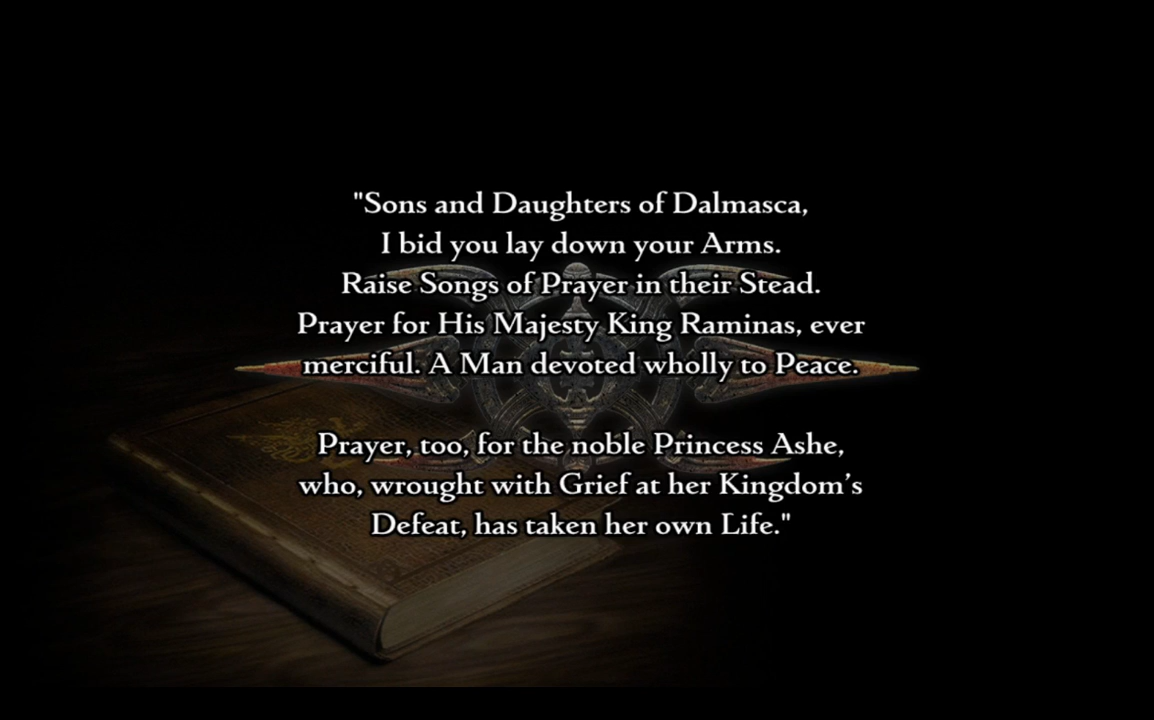 "Sons and Daughters of Dalmasca,
I bid you lay down your Arms.
Raise Songs of Prayer in their Stead.
Prayer for His Majesty King Raminas, ever
merciful. A Man devoted wholly to Peace.
Prayer, too, for the noble Princess Ashe,
who, wrought with Grief at her Kingdom’s
Defeat, has taken her own Life."